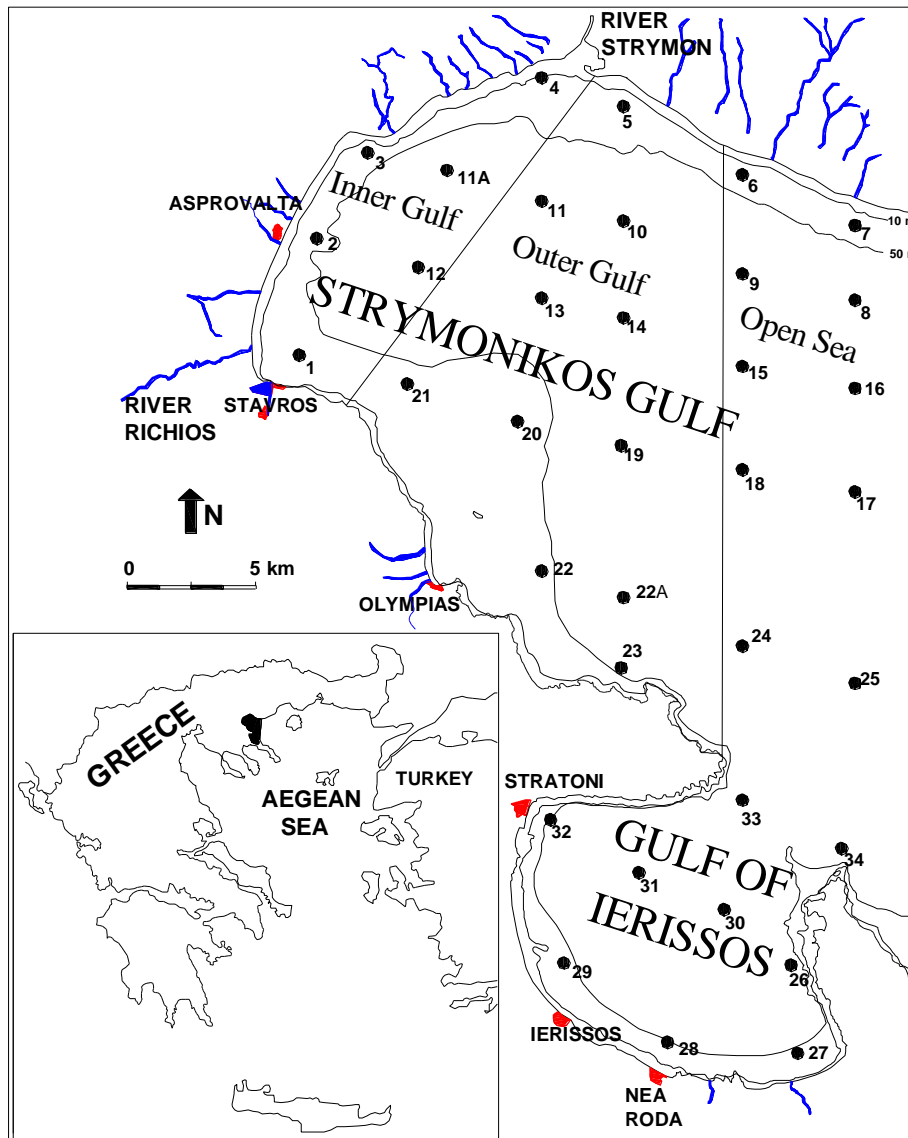 RIVER
STRYMON
4
5
3
11A
6
ASPROVALTA
Inner Gulf
11
10
7
10 m
50
2
12
Outer Gulf
9
8
13
14
Open Sea
STRYMONIKOS GULF
1
15
16
21
STAVROS
RIVER
RICHIOS
20
19
18
17
N
0
5 km
22
22A
OLYMPIAS
23
24
25
GREECE
TURKEY
AEGEAN
SEA
STRATONI
33
32
34
GULF OF
IERISSOS
31
30
29
26
IERISSOS
28
27
NEA
RODA